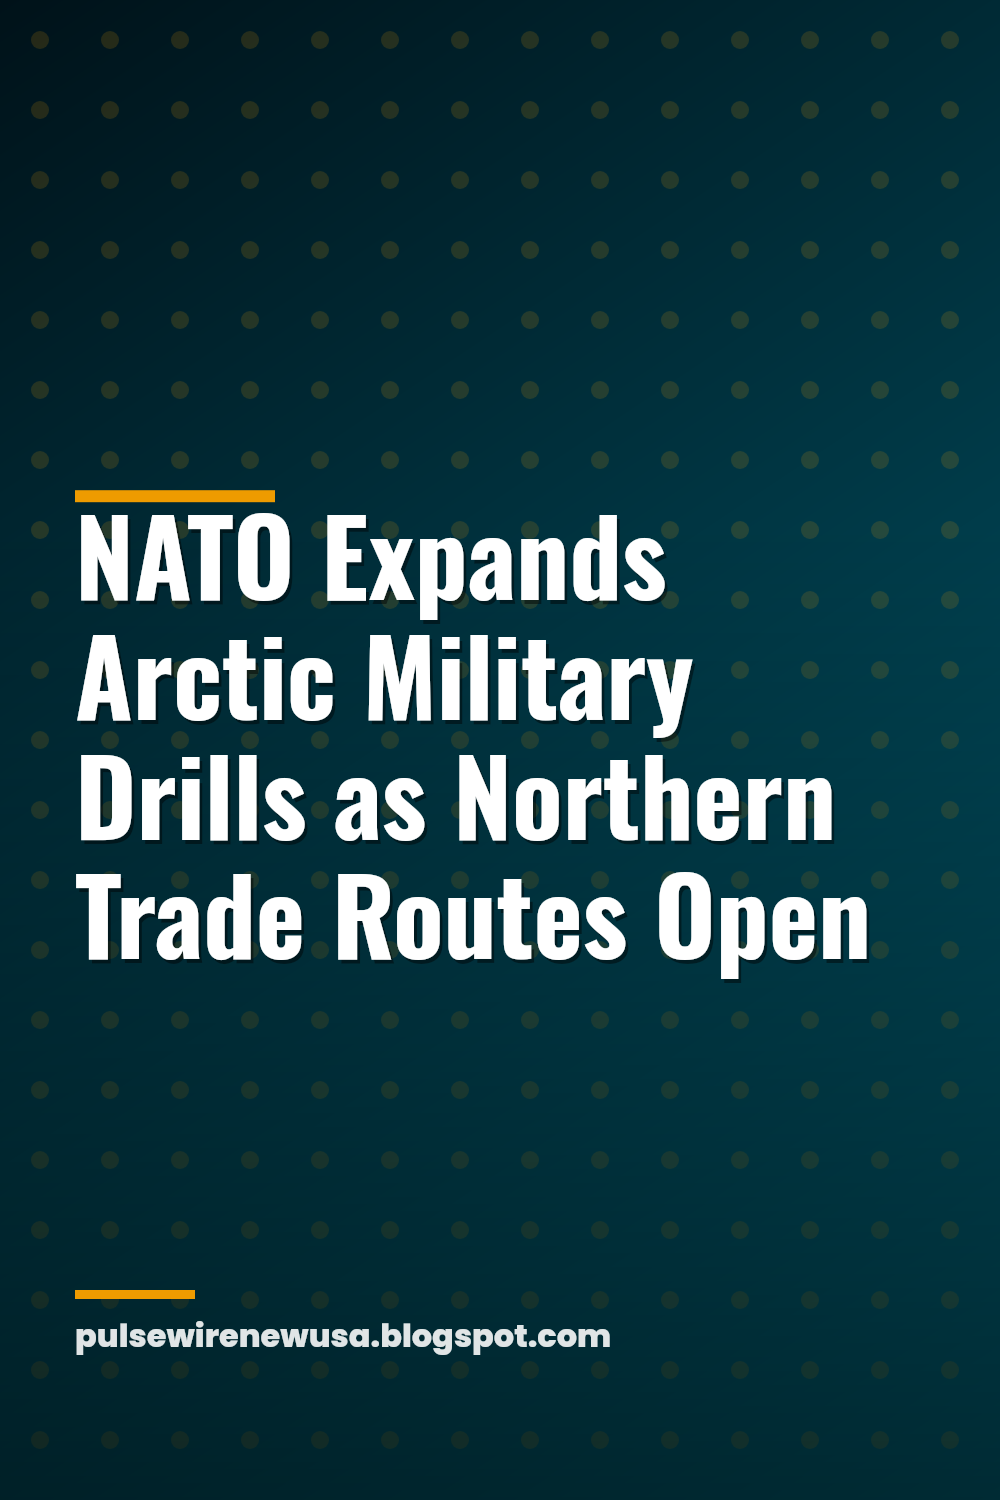 NATO Expands
Arctic Military
Drills as Northern
Trade Routes Open
pulsewirenewusa.blogspot.com